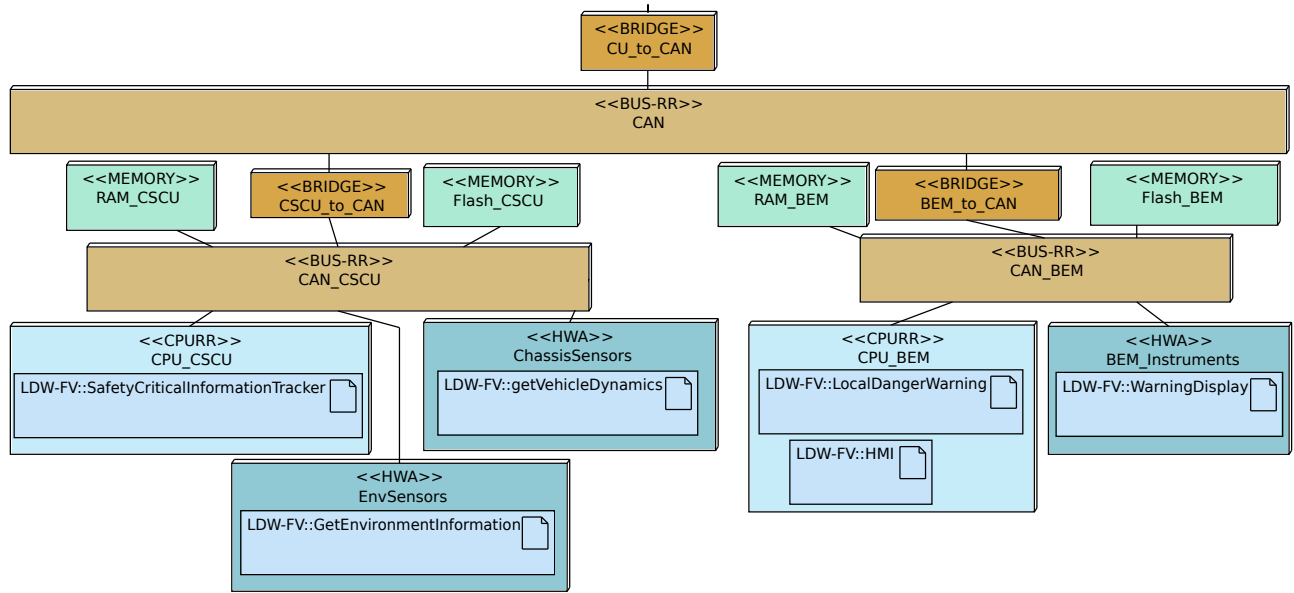 <<BRIDGE>>
CU_to_CAN
<<BUS-RR>>
CAN
<<MEMORY>>
RAM_CSCU
<<BRIDGE>>
CSCU_to_CAN
<<MEMORY>>
Flash_CSCU
<<MEMORY>>
RAM_BEM
<<BRIDGE>>
BEM_to_CAN
<<MEMORY>>
Flash_BEM
<<BUS-RR>>
CAN_CSCU
<<BUS-RR>>
CAN_BEM
<<CPURR>>
CPU_CSCU
LDW-FV::SafetyCriticalInformationTracker
<<HWA>>
ChassisSensors
LDW-FV::getVehicleDynamics
<<CPURR>>
CPU_BEM
LDW-FV::LocalDangerWarning
LDW-FV::HMI
<<HWA>>
BEM_Instruments
LDW-FV::WarningDisplay
<<HWA>>
EnvSensors
LDW-FV::GetEnvironmentInformation